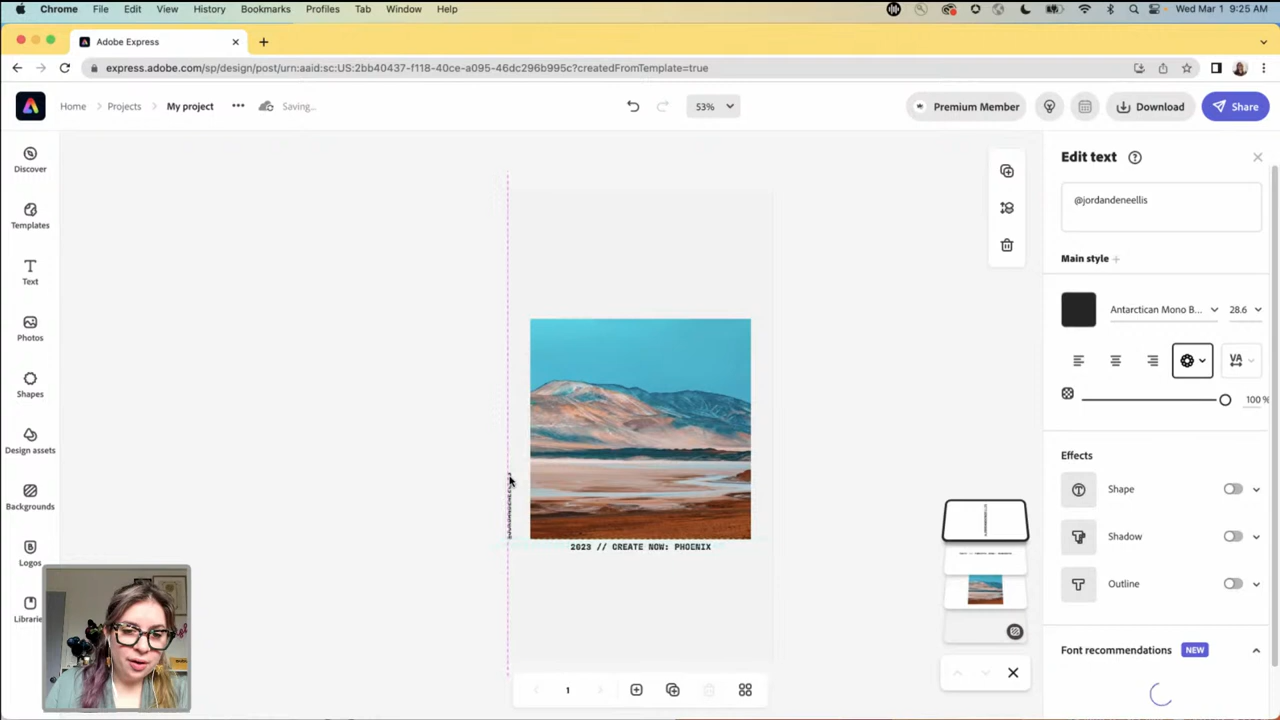 Chrome File Edit View History Bookmarks Profiles Tab Window Help Wed Mar 1 9:25 AM
Adobe Express
express.adobe.com/sp/design/post/urn:aaid:sc:US:2bb40437-f118-40ce-a095-46dc296b995c?createdFromTemplate=true
Home Projects My project Saving... 53% Premium Member Download Share
Discover
Templates
Text
Photos
Shapes
Design assets
Backgrounds
Logos
Librarie
2023 // CREATE NOW: PHOENIX
1
Edit text
@jordandeneellis
Main style
Antarctican Mono B... 28.6
VA
100 %
Effects
Shape
Shadow
Outline
Font recommendations NEW